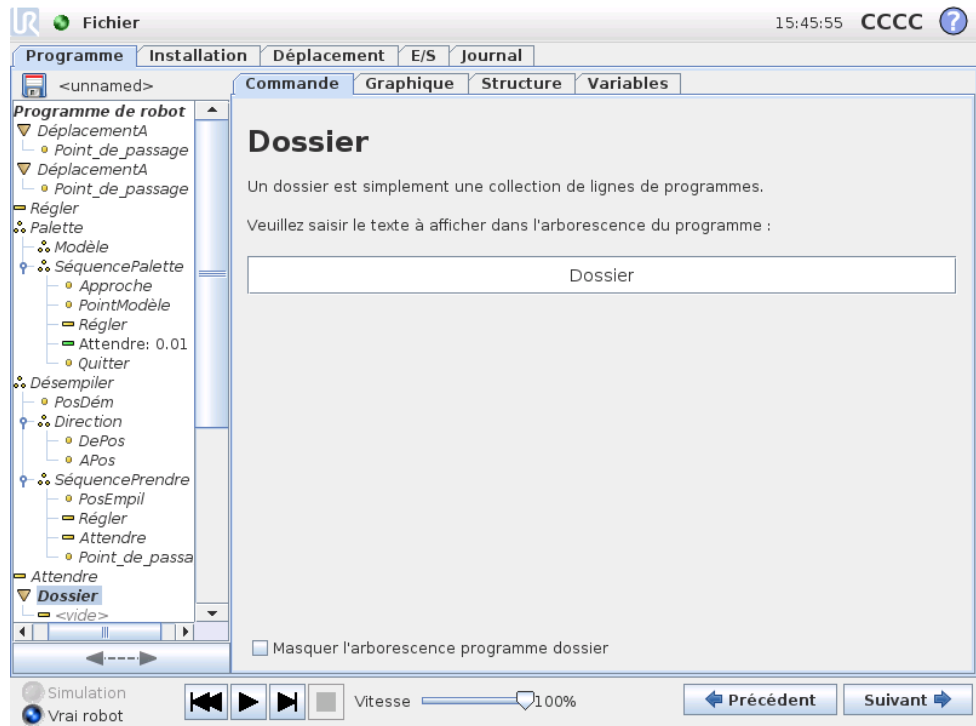 UR Fichier 15:45:55 CCCC ?
Programme Installation Déplacement E/S Journal
<unnamed>
Commande Graphique Structure Variables
Programme de robot
DéplacementA
Point_de_passage
DéplacementA
Point_de_passage
Régler
Palette
Modèle
SéquencePalette
Approche
PointModèle
Régler
Attendre: 0.01
Quitter
Désempiler
PosDém
Direction
DePos
APos
SéquencePrendre
PosEmpil
Régler
Attendre
Point_de_passa
Attendre
Dossier
<vide>
Dossier
Un dossier est simplement une collection de lignes de programmes.
Veuillez saisir le texte à afficher dans l'arborescence du programme :
Dossier
Masquer l'arborescence programme dossier
Simulation
Vrai robot
Vitesse 100%
Précédent Suivant